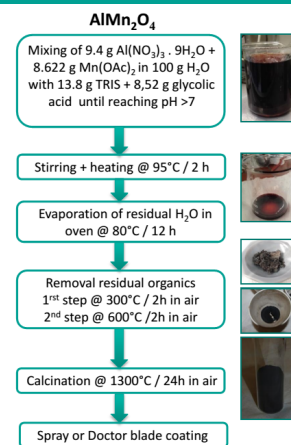 AlMn₂O₄
Mixing of 9.4 g Al(NO₃)₃ . 9H₂O +
8.622 g Mn(OAc)₂ in 100 g H₂O
with 13.8 g TRIS + 8,52 g glycolic
acid until reaching pH >7
Stirring + heating @ 95°C / 2 h
Evaporation of residual H₂O in
oven @ 80°C / 12 h
Removal residual organics
1ʳˢᵗ step @ 300°C / 2h in air
2ⁿᵈ step @ 600°C /2h in air
Calcination @ 1300°C / 24h in air
Spray or Doctor blade coating